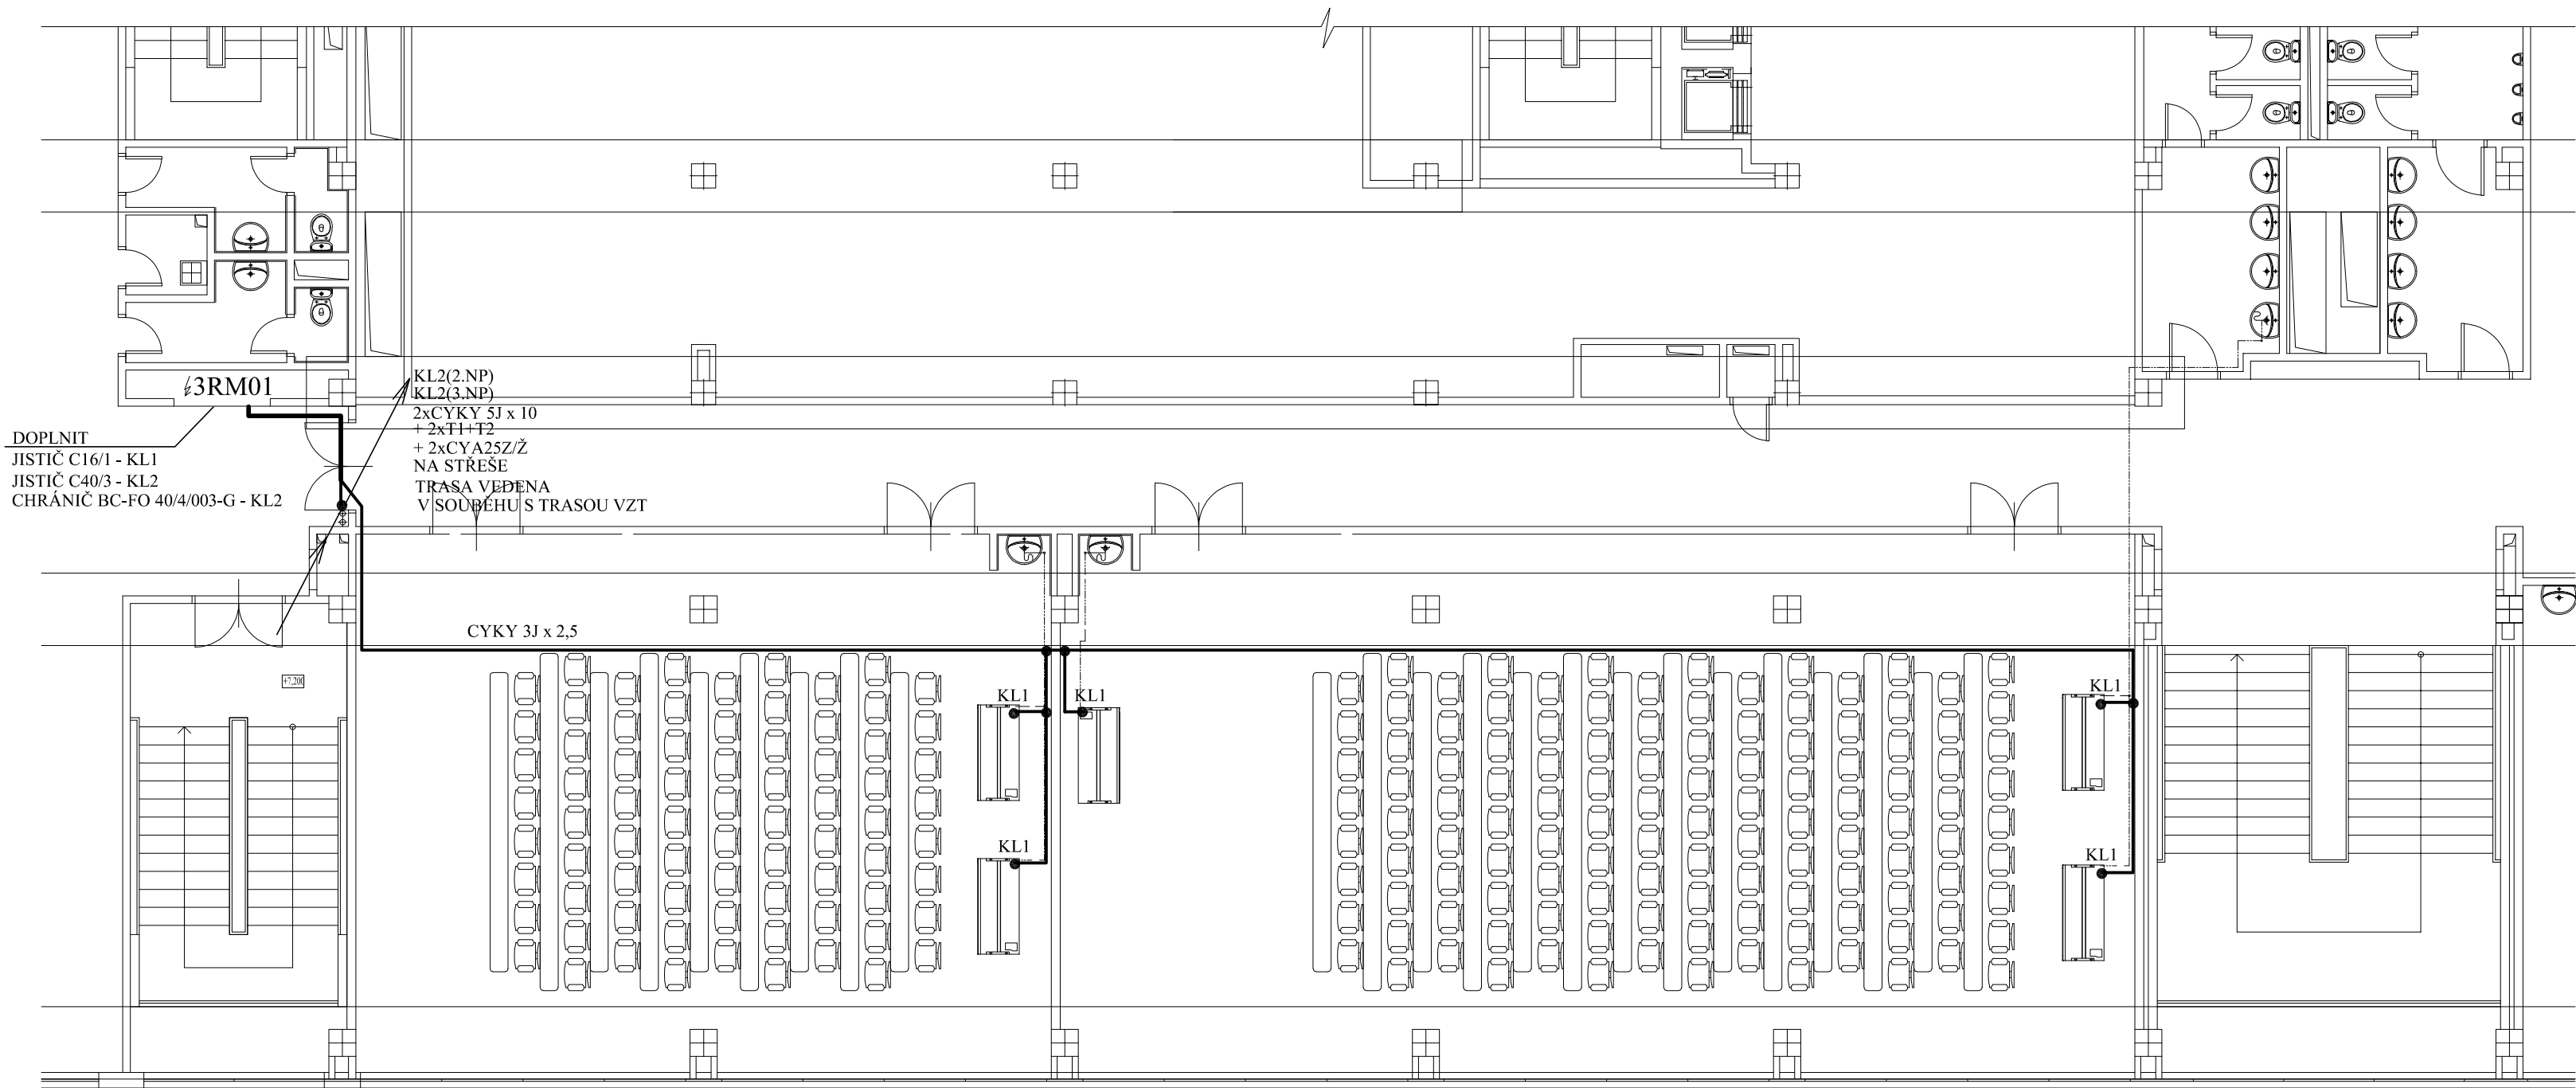 3RM01
DOPLNIT
JISTIČ C16/1 - KL1
JISTIČ C40/3 - KL2
CHRÁNIČ BC-FO 40/4/003-G - KL2
KL2(2.NP)
KL2(3.NP)
2xCYKY 5J x 10
+ 2xT1+T2
+ 2xCYA25Z/Ž
NA STŘEŠE
TRASA VEDENA
V SOUBĚHU S TRASOU VZT
CYKY 3J x 2,5
+7,200
KL1
KL1
KL1
KL1
KL1